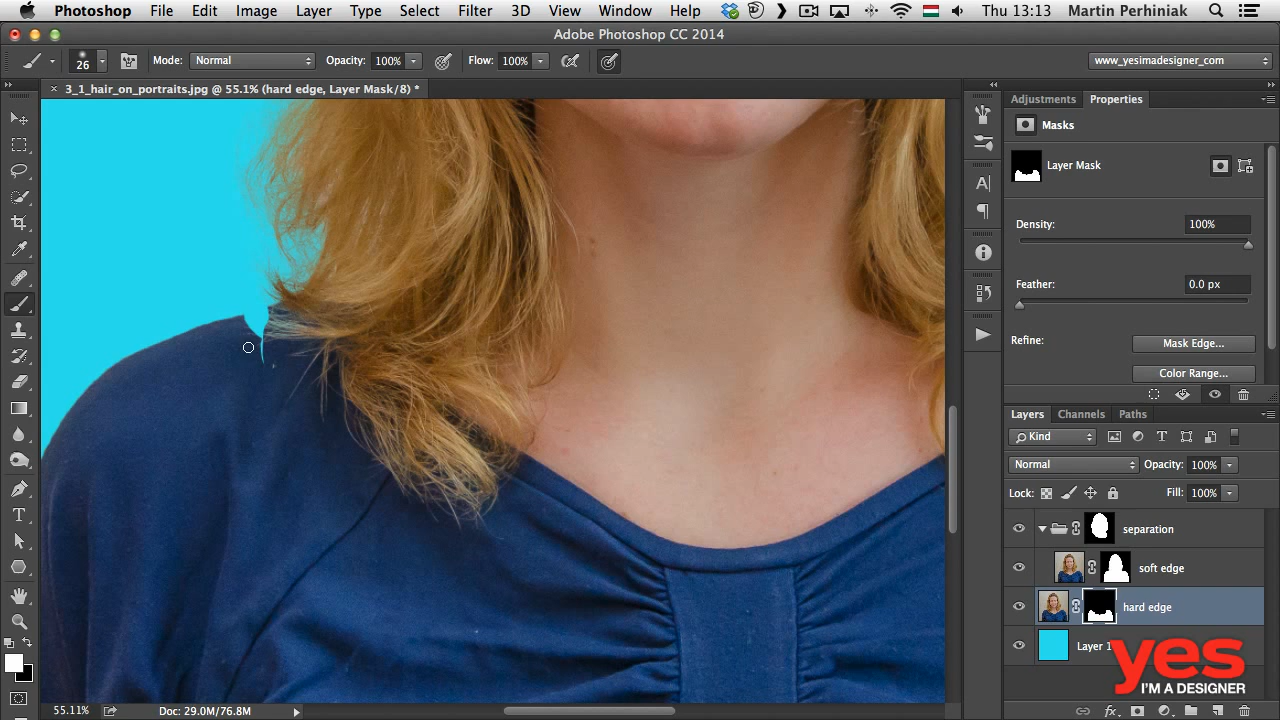 Photoshop File Edit Image Layer Type Select Filter 3D View Window Help Thu 13:13 Martin Perhiniak
Adobe Photoshop CC 2014
26 Mode: Normal Opacity: 100% Flow: 100% www_yesimadesigner_com
× 3_1_hair_on_portraits.jpg @ 55.1% (hard edge, Layer Mask/8) *
Adjustments Properties
Masks
Layer Mask
Density: 100%
Feather: 0.0 px
Refine: Mask Edge...
Color Range...
Layers Channels Paths
Kind
Normal Opacity: 100%
Lock: Fill: 100%
separation
soft edge
hard edge
Layer 1
yes
I'M A DESIGNER
55.11% Doc: 29.0M/76.8M